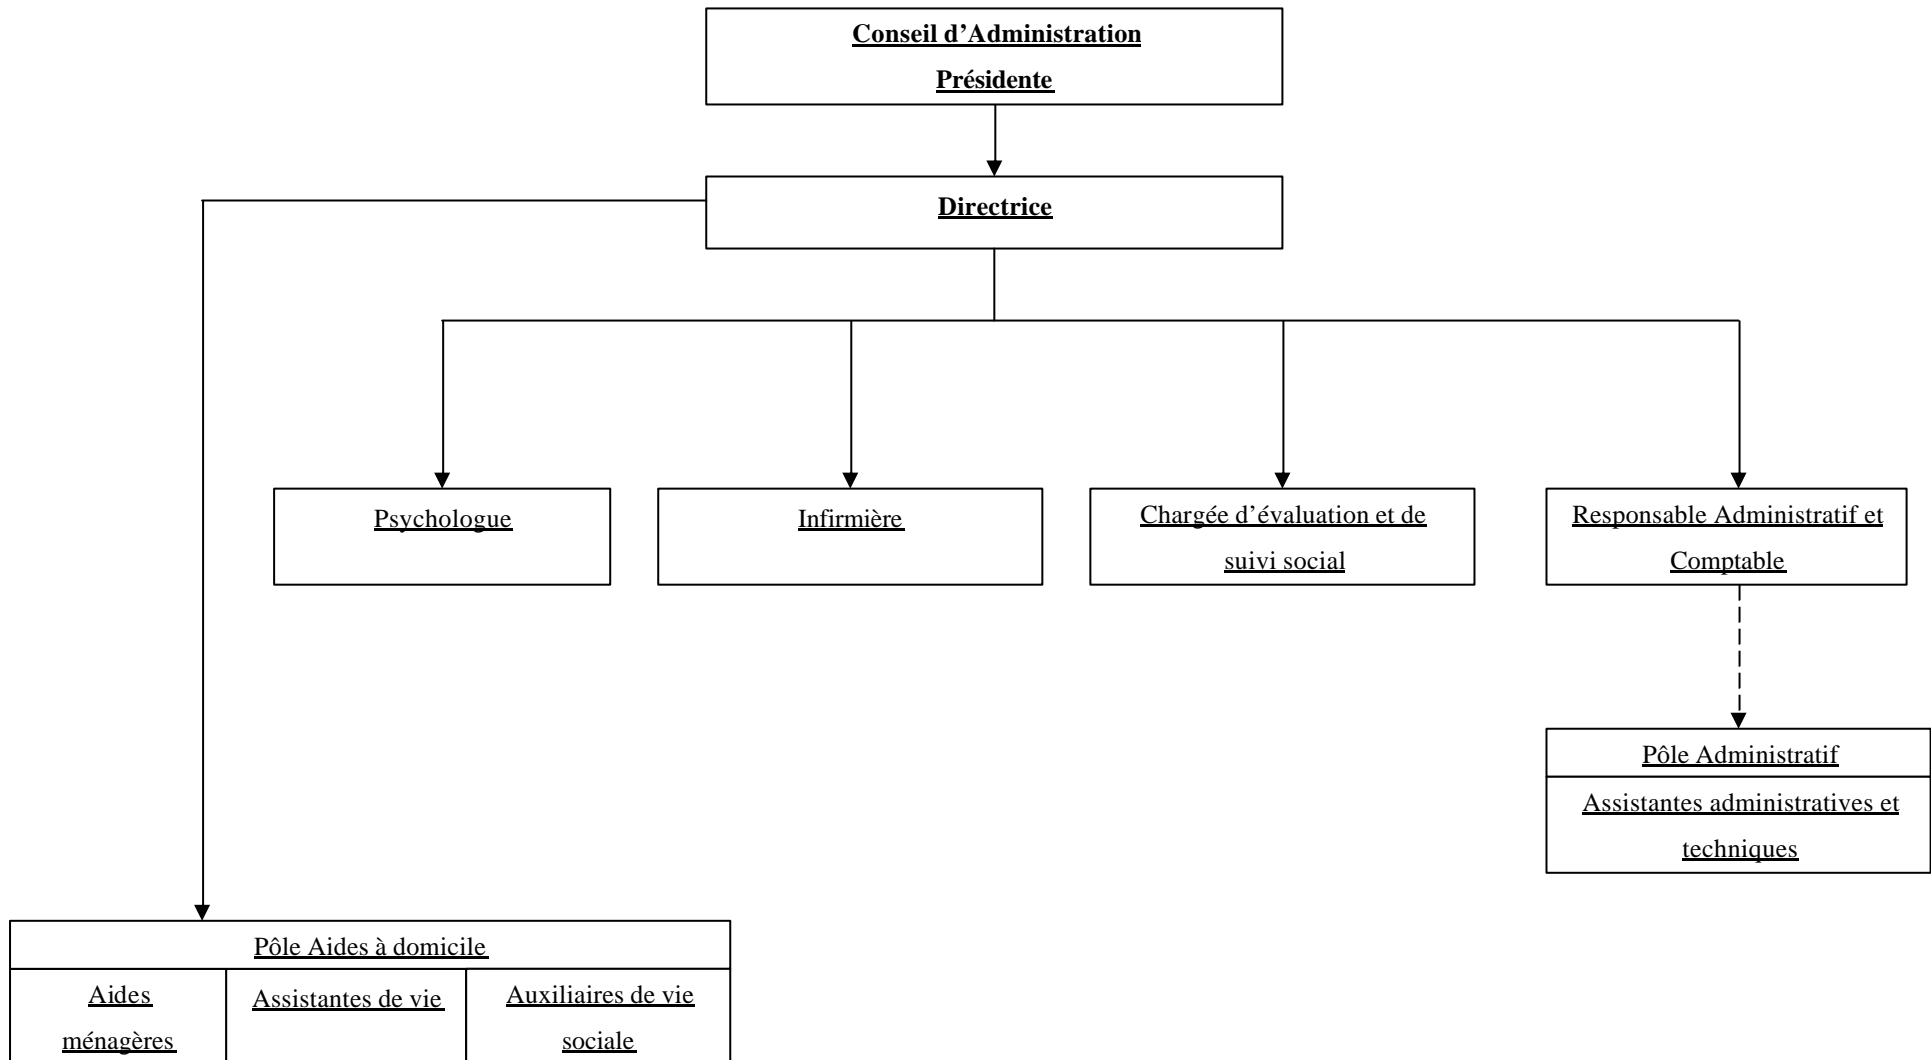 Conseil d’Administration
Présidente
Directrice
Psychologue
Infirmière
Chargée d’évaluation et de
suivi social
Responsable Administratif et
Comptable
Pôle Administratif
Assistantes administratives et
techniques
Pôle Aides à domicile
Aides
ménagères
Assistantes de vie
Auxiliaires de vie
sociale